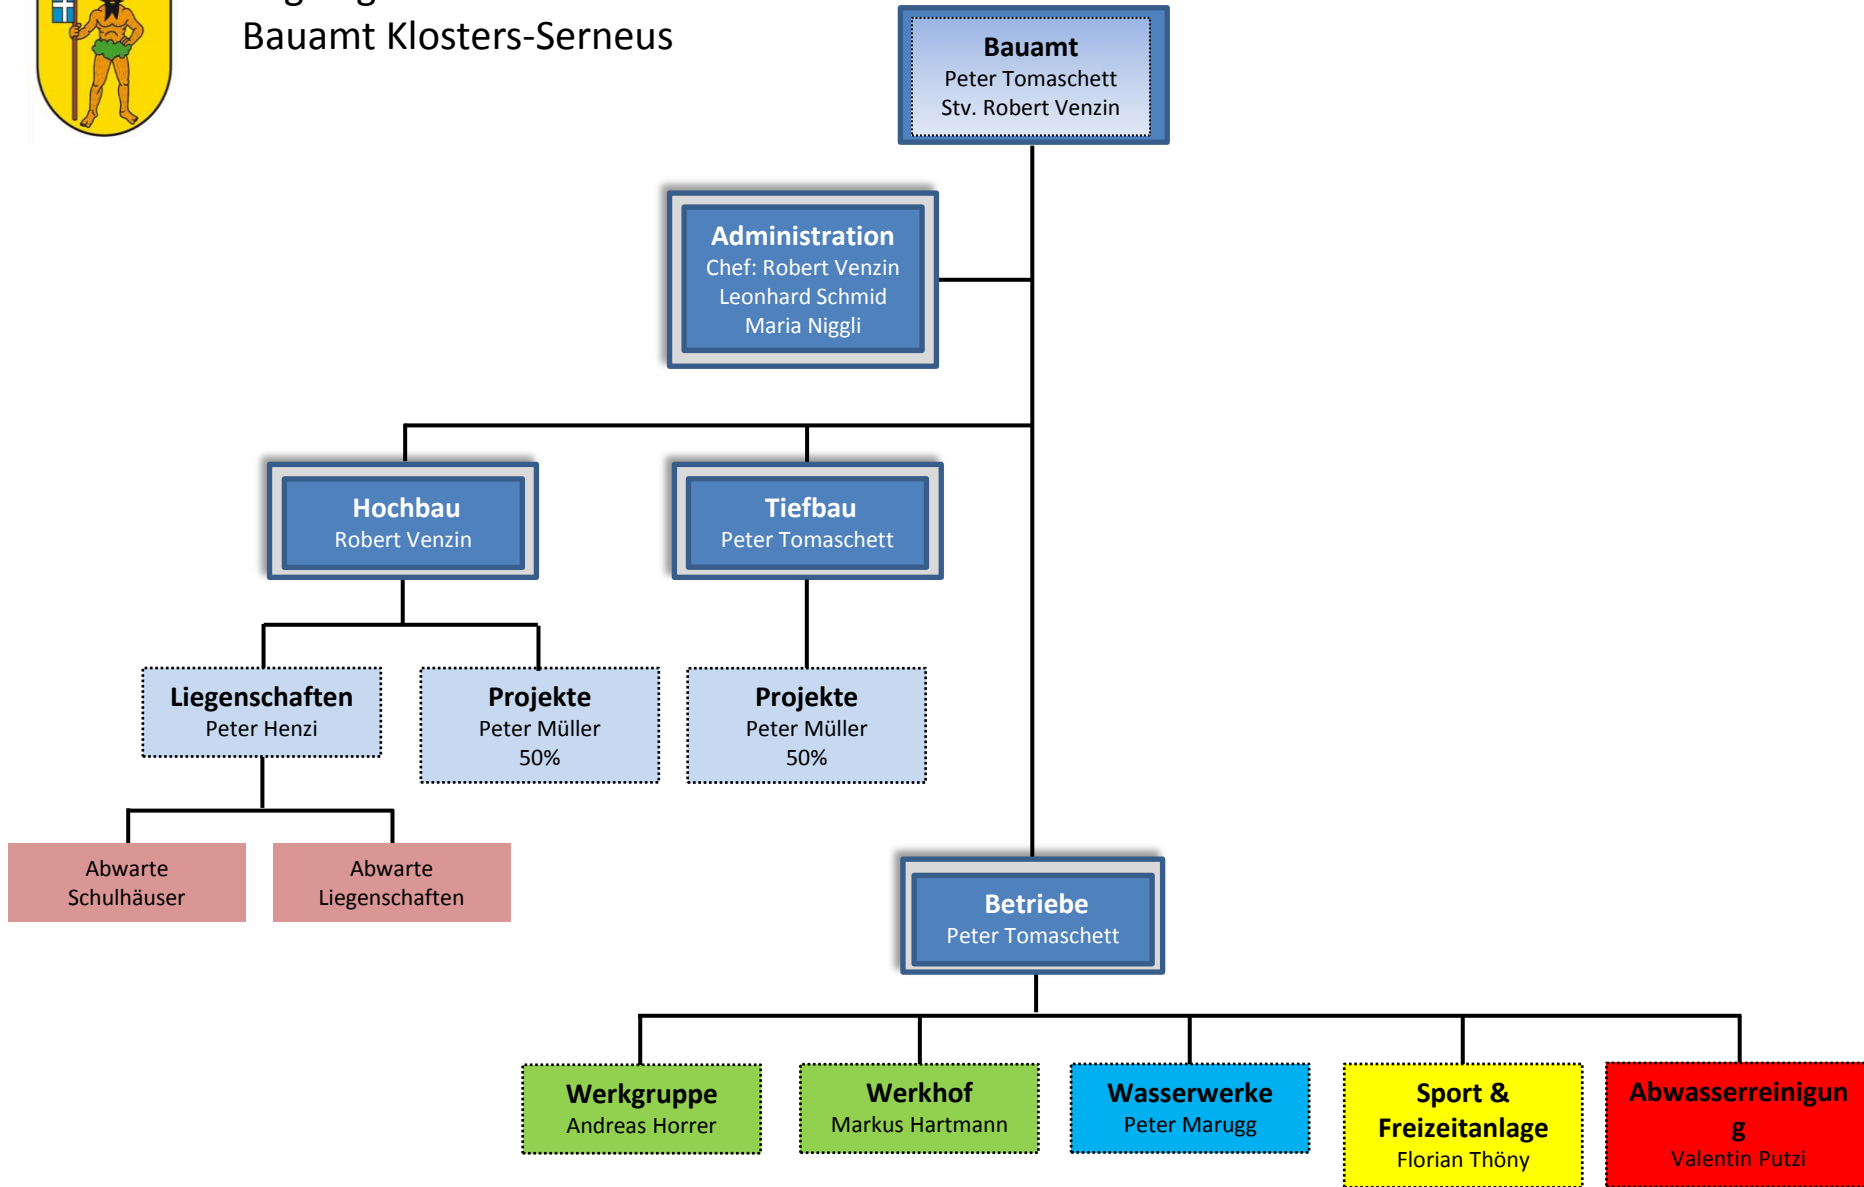 Bauamt Klosters-Serneus
Bauamt
Peter Tomaschett
Stv. Robert Venzin
Administration
Chef: Robert Venzin
Leonhard Schmid
Maria Niggli
Hochbau
Robert Venzin
Tiefbau
Peter Tomaschett
Liegenschaften
Peter Henzi
Projekte
Peter Müller
50%
Projekte
Peter Müller
50%
Abwarte
Schulhäuser
Abwarte
Liegenschaften
Betriebe
Peter Tomaschett
Werkgruppe
Andreas Horrer
Werkhof
Markus Hartmann
Wasserwerke
Peter Marugg
Sport &
Freizeitanlage
Florian Thöny
Abwasserreinigun
g
Valentin Putzi